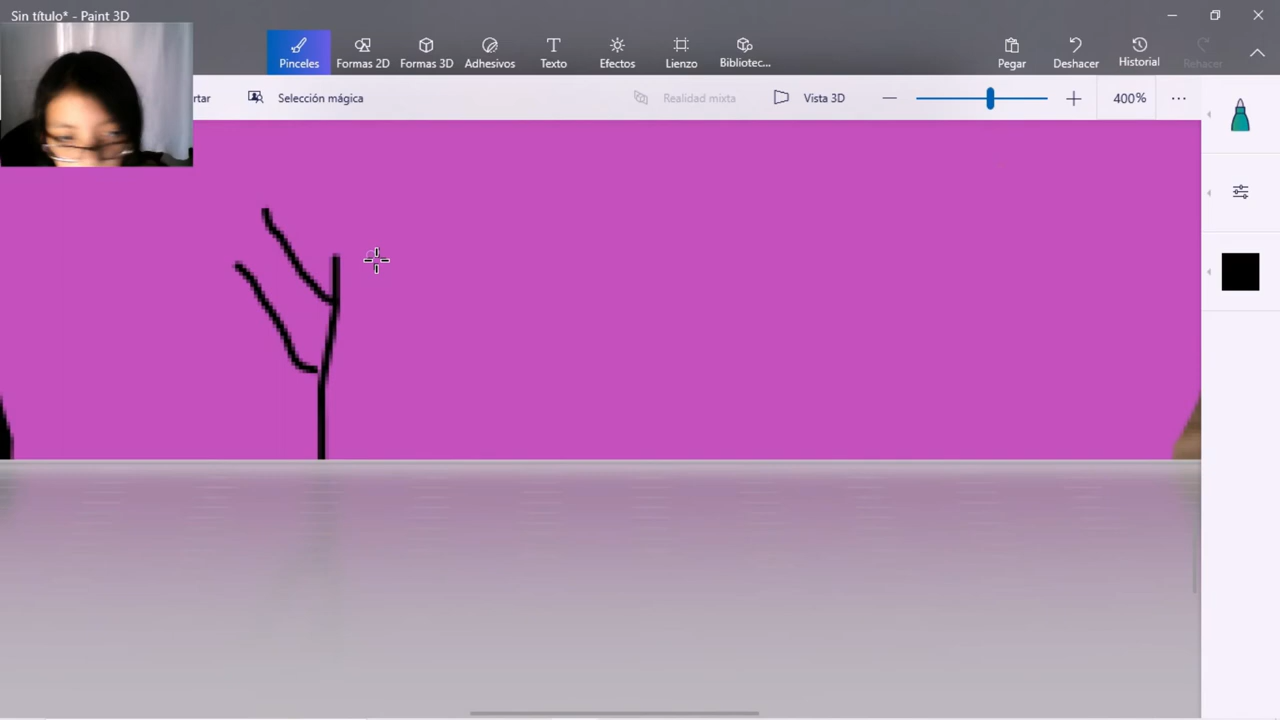 Sin título* - Paint 3D
Pinceles
Formas 2D
Formas 3D
Adhesivos
Texto
Efectos
Lienzo
Bibliotec...
Pegar
Deshacer
Historial
Rehacer
rtar
Selección mágica
Realidad mixta
Vista 3D
400%